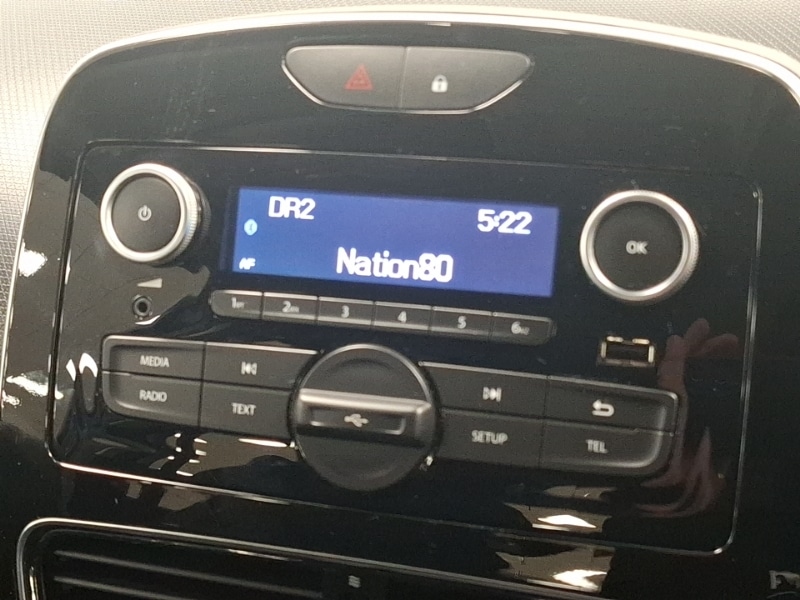 DR2 5:22
AF Nation80
OK
1 2 3 4 5 6
MEDIA
RADIO TEXT
SETUP TEL